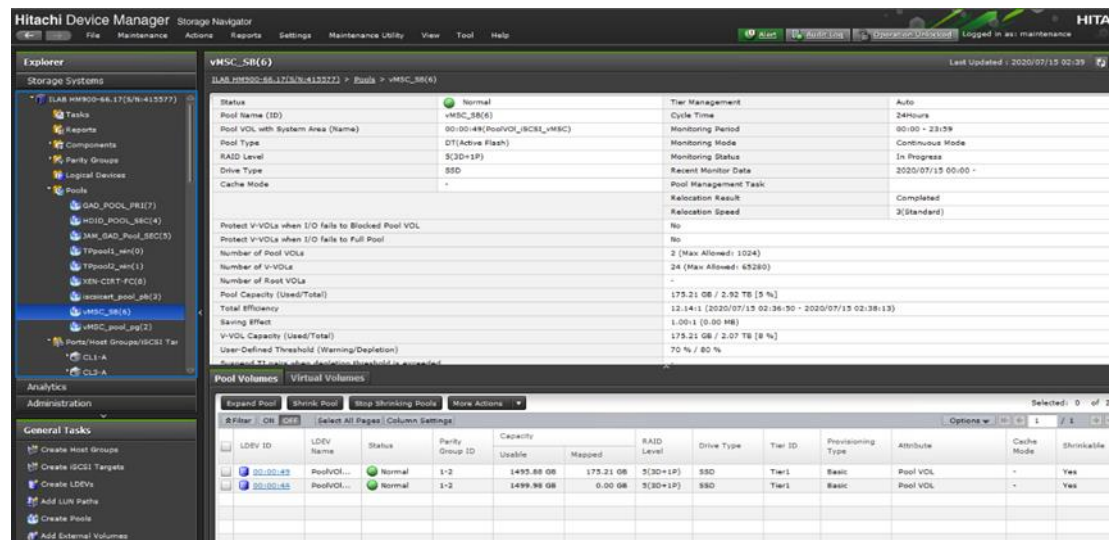 Hitachi Device Manager Storage Navigator
HITA
File Maintenance Actions Reports Settings Maintenance Utility View Tool Help
Alert Audit Log Operation Unlocked Logged in as: maintenance
Explorer
Storage Systems
ILAB HM900-66.17(S/N:415577)
Tasks
Reports
Components
Parity Groups
Logical Devices
Pools
GAD_POOL_PRI(7)
HDID_POOL_SEC(4)
JAM_GAD_Pool_SEC(5)
TPpool1_win(0)
TPpool2_win(1)
XEN-CIRT-FC(8)
iscsicert_pool_pb(3)
vMSC_SB(6)
vMSC_pool_pg(2)
Ports/Host Groups/iSCSI Tar
CL1-A
CL2-A
Analytics
Administration
General Tasks
Create Host Groups
Create iSCSI Targets
Create LDEVs
Add LUN Paths
Create Pools
Add External Volumes
vMSC_SB(6)
Last Updated : 2020/07/15 02:39
ILAB HM900-66.17(S/N:415577) > Pools > vMSC_SB(6)
Status Normal Tier Management Auto
Pool Name (ID) vMSC_SB(6) Cycle Time 24Hours
Pool VOL with System Area (Name) 00:00:49(PoolVOl_iSCSI_vMSC) Monitoring Period 00:00 - 23:59
Pool Type DT(Active Flash) Monitoring Mode Continuous Mode
RAID Level 5(3D+1P) Monitoring Status In Progress
Drive Type SSD Recent Monitor Data 2020/07/15 00:00 -
Cache Mode - Pool Management Task
Relocation Result Completed
Relocation Speed 3(Standard)
Protect V-VOLs when I/O fails to Blocked Pool VOL No
Protect V-VOLs when I/O fails to Full Pool No
Number of Pool VOLs 2 (Max Allowed: 1024)
Number of V-VOLs 24 (Max Allowed: 65280)
Number of Root VOLs -
Pool Capacity (Used/Total) 175.21 GB / 2.92 TB [5 %]
Total Efficiency 12.14:1 (2020/07/15 02:36:50 - 2020/07/15 02:38:13)
Saving Effect 1.00:1 (0.00 MB)
V-VOL Capacity (Used/Total) 175.21 GB / 2.07 TB [8 %]
User-Defined Threshold (Warning/Depletion) 70 % / 80 %
Suspend TI pairs when depletion threshold is exceeded
Pool Volumes Virtual Volumes
Expand Pool Shrink Pool Stop Shrinking Pools More Actions Selected: 0 of 2
Filter ON OFF Select All Pages Column Settings Options 1 / 1
LDEV ID LDEV Name Status Parity Group ID Capacity Usable Mapped RAID Level Drive Type Tier ID Provisioning Type Attribute Cache Mode Shrinkable
00:00:49 PoolVOl... Normal 1-2 1495.88 GB 175.21 GB 5(3D+1P) SSD Tier1 Basic Pool VOL - Yes
00:00:4A PoolVOl... Normal 1-2 1499.98 GB 0.00 GB 5(3D+1P) SSD Tier1 Basic Pool VOL - Yes